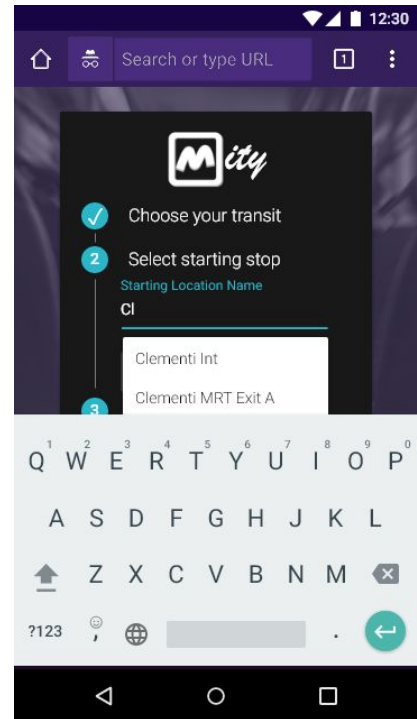 12:30
Search or type URL
1
Mity
Choose your transit
2
Select starting stop
Starting Location Name
Cl
Clementi Int
Clementi MRT Exit A
3
1 2 3 4 5 6 7 8 9 0
Q W E R T Y U I O P
A S D F G H J K L
Z X C V B N M
?123 , .